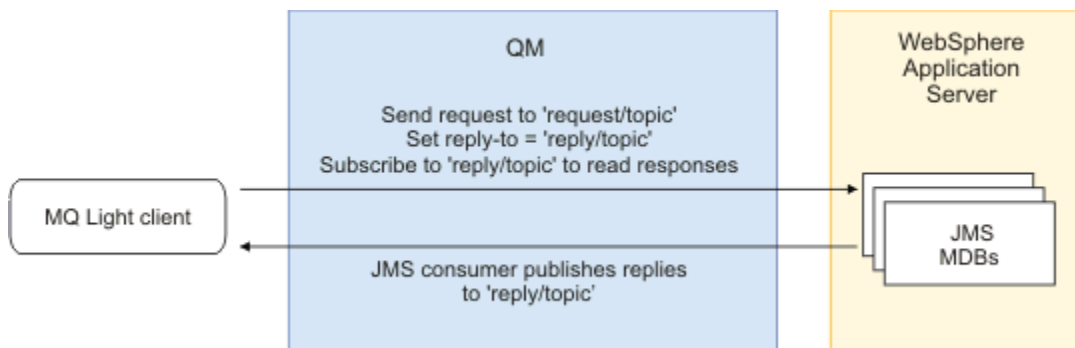 QM
WebSphere
Application
Server
Send request to 'request/topic'
Set reply-to = 'reply/topic'
Subscribe to 'reply/topic' to read responses
MQ Light client
JMS
MDBs
JMS consumer publishes replies
to 'reply/topic'